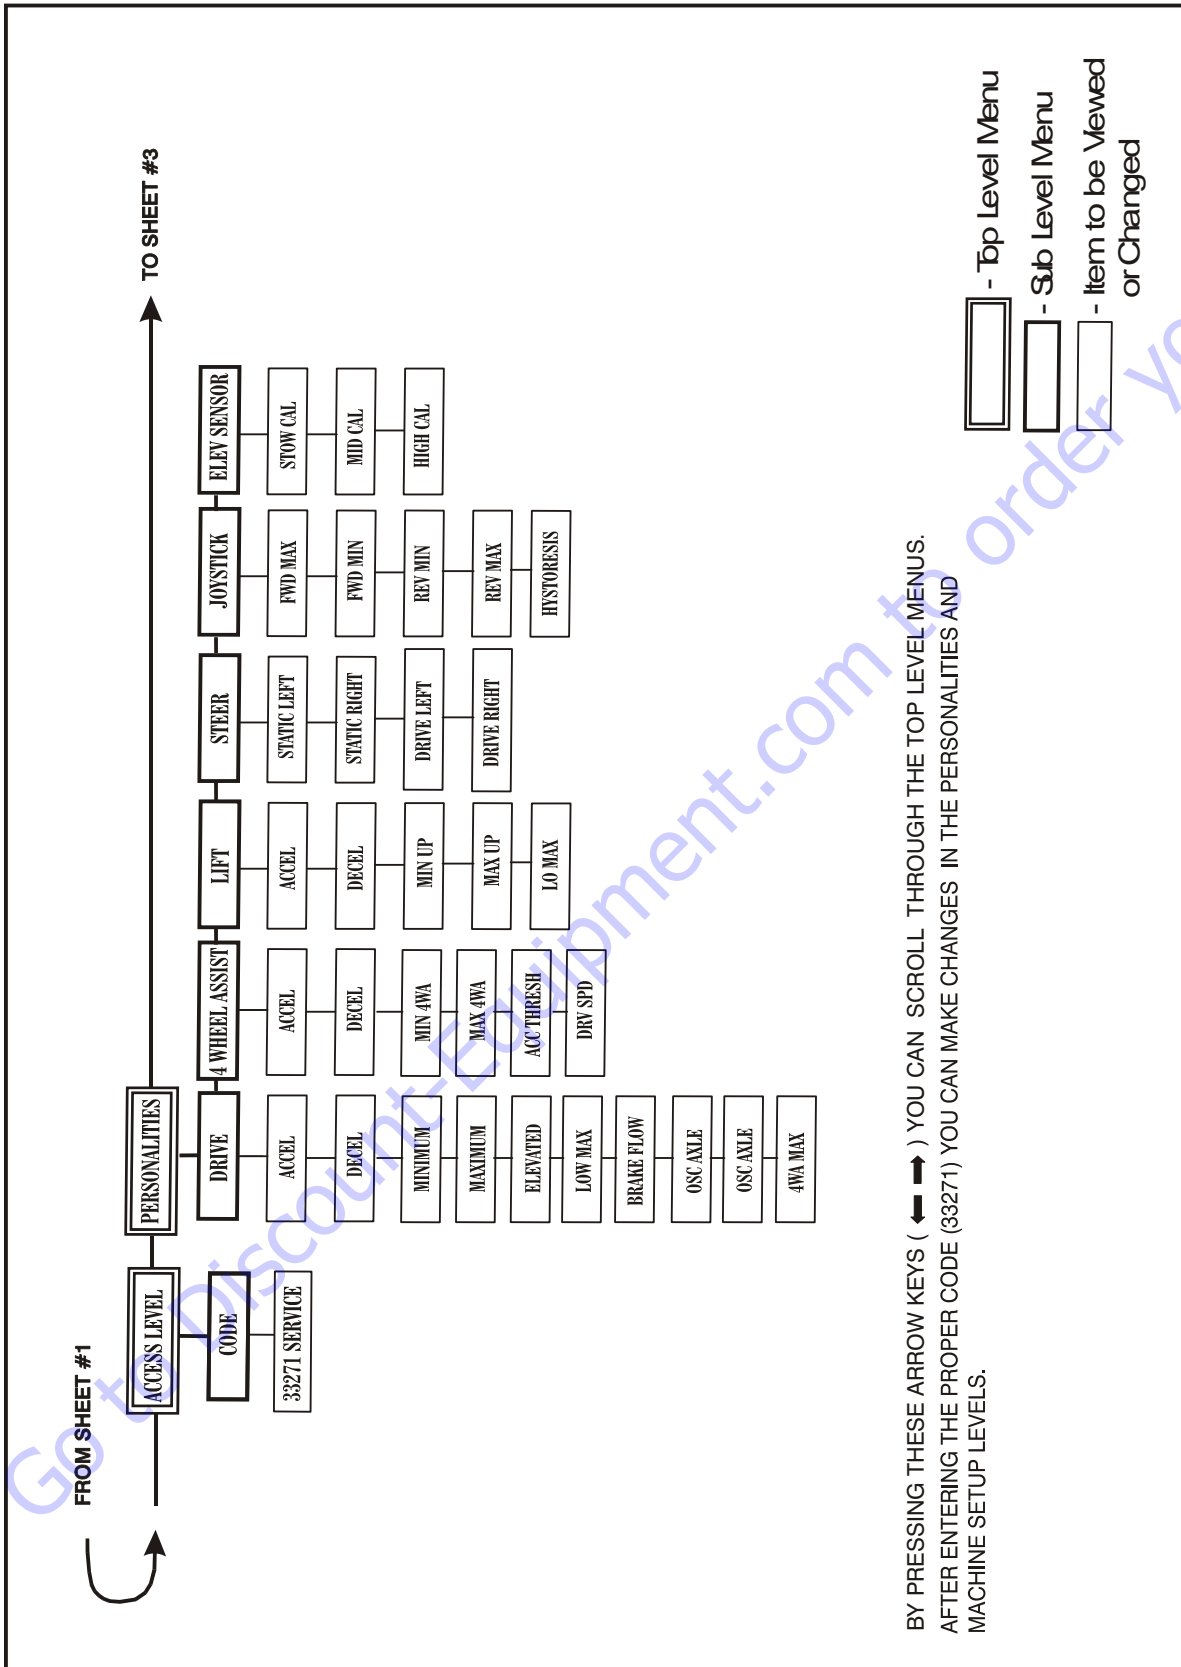 FROM SHEET #1
TO SHEET #3
ACCESS LEVEL
CODE
33271 SERVICE
PERSONALITIES
DRIVE
ACCEL
DECEL
MINIMUM
MAXIMUM
ELEVATED
LOW MAX
BRAKE FLOW
OSC AXLE
OSC AXLE
4WA MAX
4 WHEEL ASSIST
ACCEL
DECEL
MIN 4WA
MAX 4WA
ACC THRESH
DRV SPD
LIFT
ACCEL
DECEL
MIN UP
MAX UP
LO MAX
STEER
STATIC LEFT
STATIC RIGHT
DRIVE LEFT
DRIVE RIGHT
JOYSTICK
FWD MAX
FWD MIN
REV MIN
REV MAX
HYSTORESIS
ELEV SENSOR
STOW CAL
MID CAL
HIGH CAL
BY PRESSING THESE ARROW KEYS ( ⬅ ➡ ) YOU CAN SCROLL THROUGH THE TOP LEVEL MENUS.
AFTER ENTERING THE PROPER CODE (33271) YOU CAN MAKE CHANGES IN THE PERSONALITIES AND
MACHINE SETUP LEVELS.
- Top Level Menu
- Sub Level Menu
- Item to be Viewed
or Changed
Go to Discount-Equipment.com to order yo